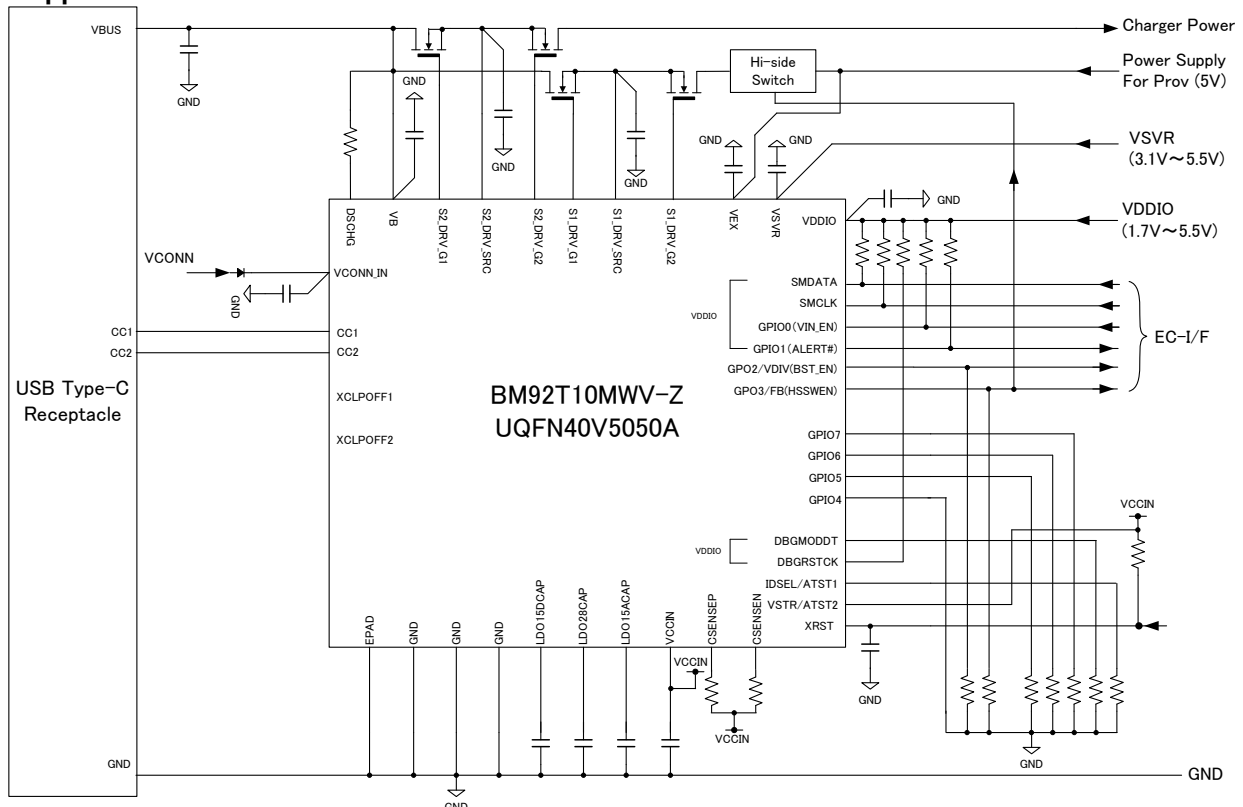 VBUS
Charger Power
Hi-side
Switch
Power Supply
For Prov (5V)
GND
GND
GND
GND
GND
GND
GND
VSVR
(3.1V～5.5V)
GND
VDDIO
(1.7V～5.5V)
DSCHG
VB
S2_DRV_G1
S2_DRV_SRC
S2_DRV_G2
S1_DRV_G1
S1_DRV_SRC
S1_DRV_G2
VEX
VSVR
VDDIO
VCONN
VCONN_IN
GND
SMDATA
SMCLK
VDDIO
GPIO0(VIN_EN)
GPIO1(ALERT#)
GPO2/VDIV(BST_EN)
GPO3/FB(HSSWEN)
EC-I/F
CC1
CC1
CC2
CC2
USB Type-C
Receptacle
XCLPOFF1
XCLPOFF2
BM92T10MWV-Z
UQFN40V5050A
GPIO7
GPIO6
GPIO5
GPIO4
VCCIN
VDDIO
DBGMODDT
DBGRSTCK
IDSEL/ATST1
VSTR/ATST2
XRST
EPAD
GND
GND
GND
LDO15DCAP
LDO28CAP
LDO15ACAP
VCCIN
CSENSEP
CSENSEN
VCCIN
VCCIN
GND
GND
GND
GND
GND